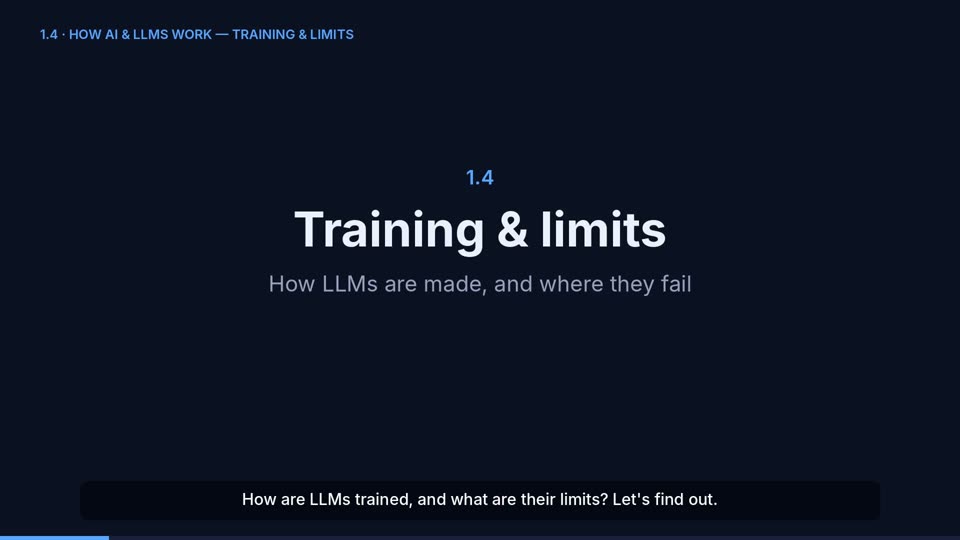 1.4 · HOW AI & LLMS WORK — TRAINING & LIMITS
1.4
Training & limits
How LLMs are made, and where they fail
How are LLMs trained, and what are their limits? Let's find out.